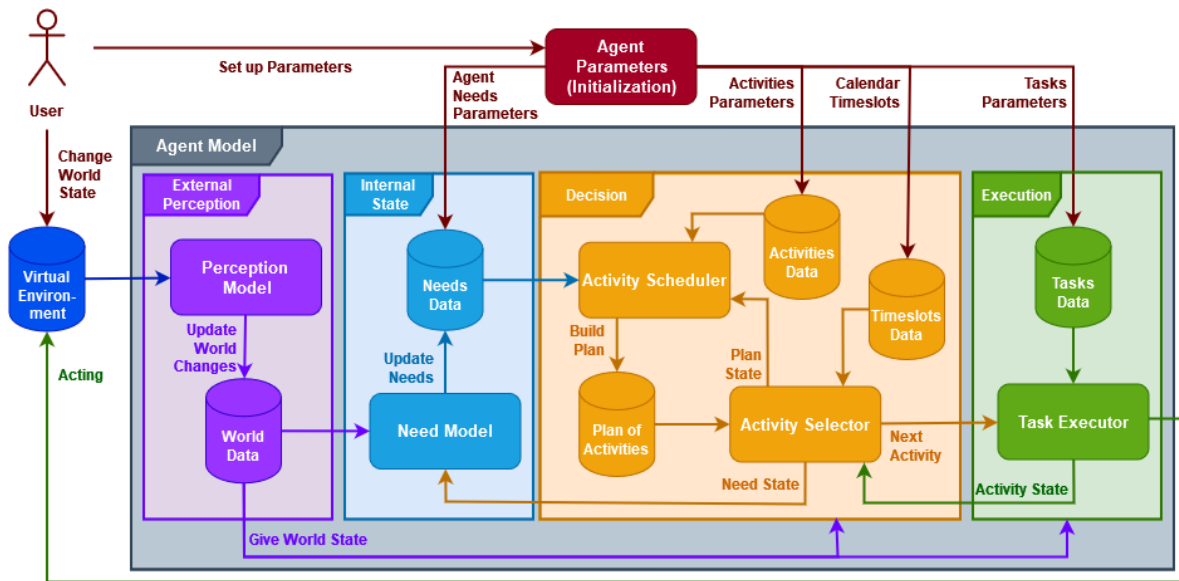 Agent
Parameters
(Initialization)
Set up Parameters
User
Agent
Needs
Parameters
Activities
Parameters
Calendar
Timeslots
Tasks
Parameters
Change
World
State
Agent Model
External
Perception
Internal
State
Decision
Execution
Virtual
Environ-
ment
Perception
Model
Needs
Data
Activity Scheduler
Activities
Data
Timeslots
Data
Tasks
Data
Update
World
Changes
Update
Needs
Build
Plan
Plan
State
Acting
World
Data
Need Model
Plan of
Activities
Activity Selector
Next
Activity
Task Executor
Need State
Activity State
Give World State